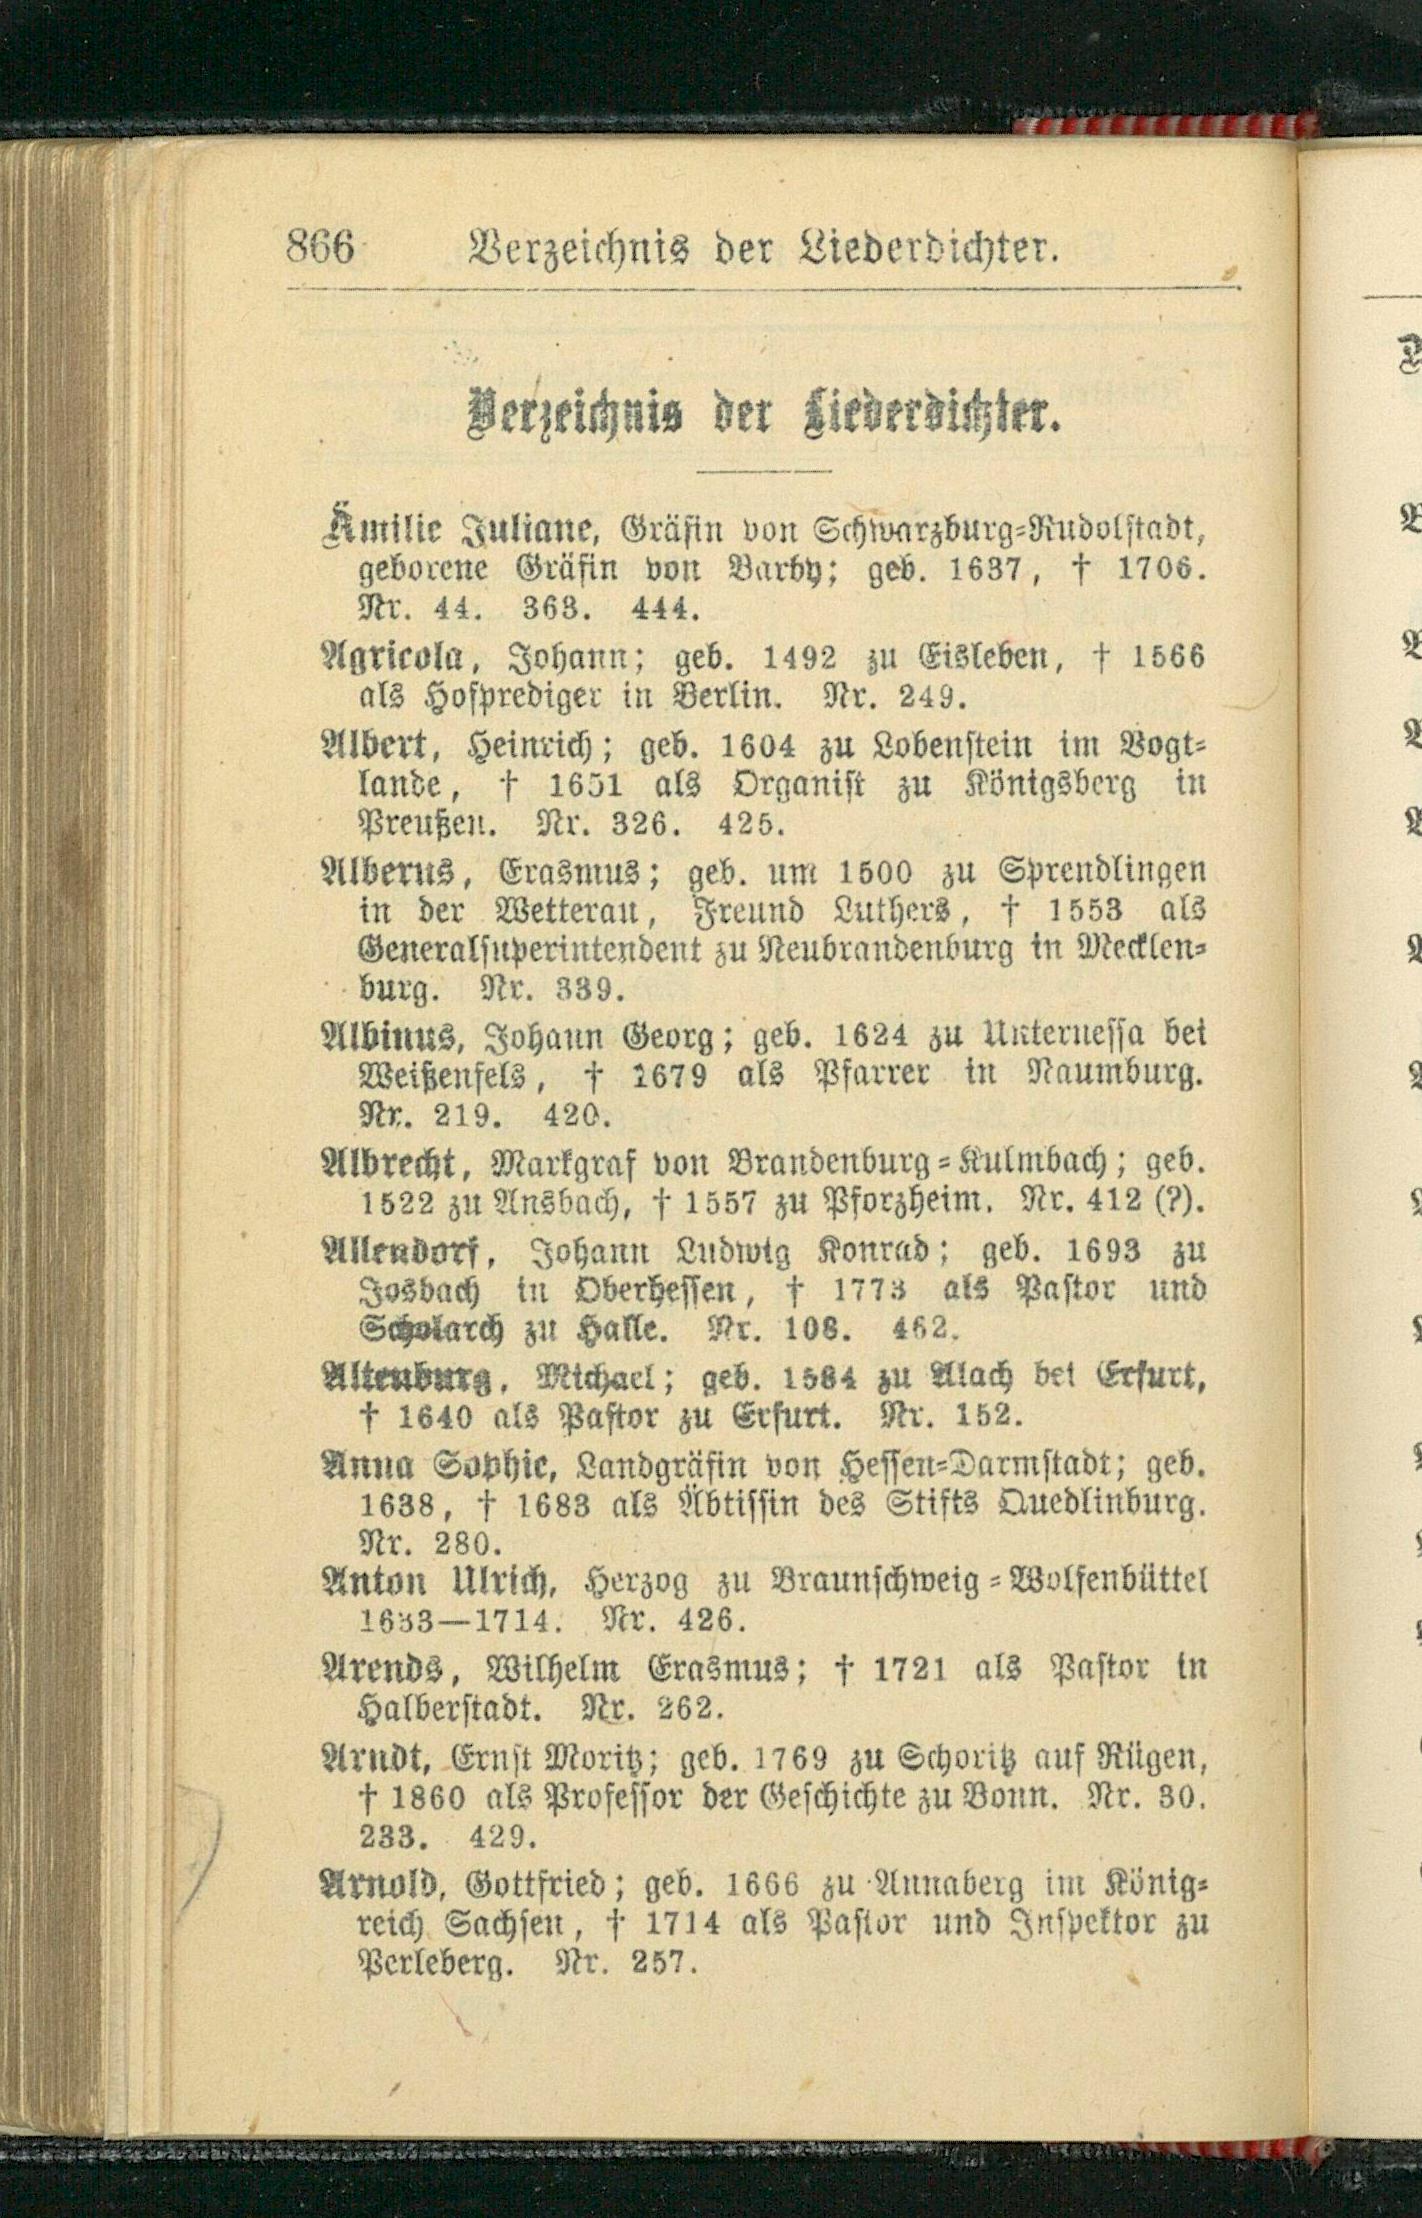 866 Verzeichnis der Liederdichter.
Verzeichnis der Liederdichter.
Ämilie Juliane, Gräfin von Schwarzburg-Rudolstadt,
geborene Gräfin von Barby; geb. 1637, † 1706.
Nr. 44. 363. 444.
Agricola, Johann; geb. 1492 zu Eisleben, † 1566
als Hofprediger in Berlin. Nr. 249.
Albert, Heinrich; geb. 1604 zu Lobenstein im Vogt-
lande, † 1651 als Organist zu Königsberg in
Preußen. Nr. 326. 425.
Alberus, Erasmus; geb. um 1500 zu Sprendlingen
in der Wetterau, Freund Luthers, † 1553 als
Generalsuperintendent zu Neubrandenburg in Mecklen-
burg. Nr. 339.
Albinus, Johann Georg; geb. 1624 zu Unternessa bei
Weißenfels, † 1679 als Pfarrer in Naumburg.
Nr. 219. 420.
Albrecht, Markgraf von Brandenburg-Kulmbach; geb.
1522 zu Ansbach, † 1557 zu Pforzheim. Nr. 412 (?).
Allendorf, Johann Ludwig Konrad; geb. 1693 zu
Josbach in Oberhessen, † 1773 als Pastor und
Scholarch zu Halle. Nr. 108. 462.
Altenburg, Michael; geb. 1584 zu Alach bei Erfurt,
† 1640 als Pastor zu Erfurt. Nr. 152.
Anna Sophie, Landgräfin von Hessen-Darmstadt; geb.
1638, † 1683 als Äbtissin des Stifts Quedlinburg.
Nr. 280.
Anton Ulrich, Herzog zu Braunschweig-Wolfenbüttel
1633—1714. Nr. 426.
Arends, Wilhelm Erasmus; † 1721 als Pastor in
Halberstadt. Nr. 262.
Arndt, Ernst Moritz; geb. 1769 zu Schoritz auf Rügen,
† 1860 als Professor der Geschichte zu Bonn. Nr. 30.
233. 429.
Arnold, Gottfried; geb. 1666 zu Annaberg im König-
reich Sachsen, † 1714 als Pastor und Inspektor zu
Perleberg. Nr. 257.